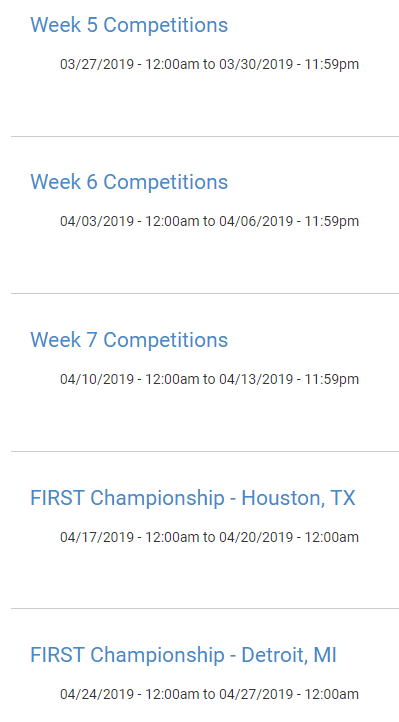 Week 5 Competitions
03/27/2019 - 12:00am to 03/30/2019 - 11:59pm
Week 6 Competitions
04/03/2019 - 12:00am to 04/06/2019 - 11:59pm
Week 7 Competitions
04/10/2019 - 12:00am to 04/13/2019 - 11:59pm
FIRST Championship - Houston, TX
04/17/2019 - 12:00am to 04/20/2019 - 12:00am
FIRST Championship - Detroit, MI
04/24/2019 - 12:00am to 04/27/2019 - 12:00am